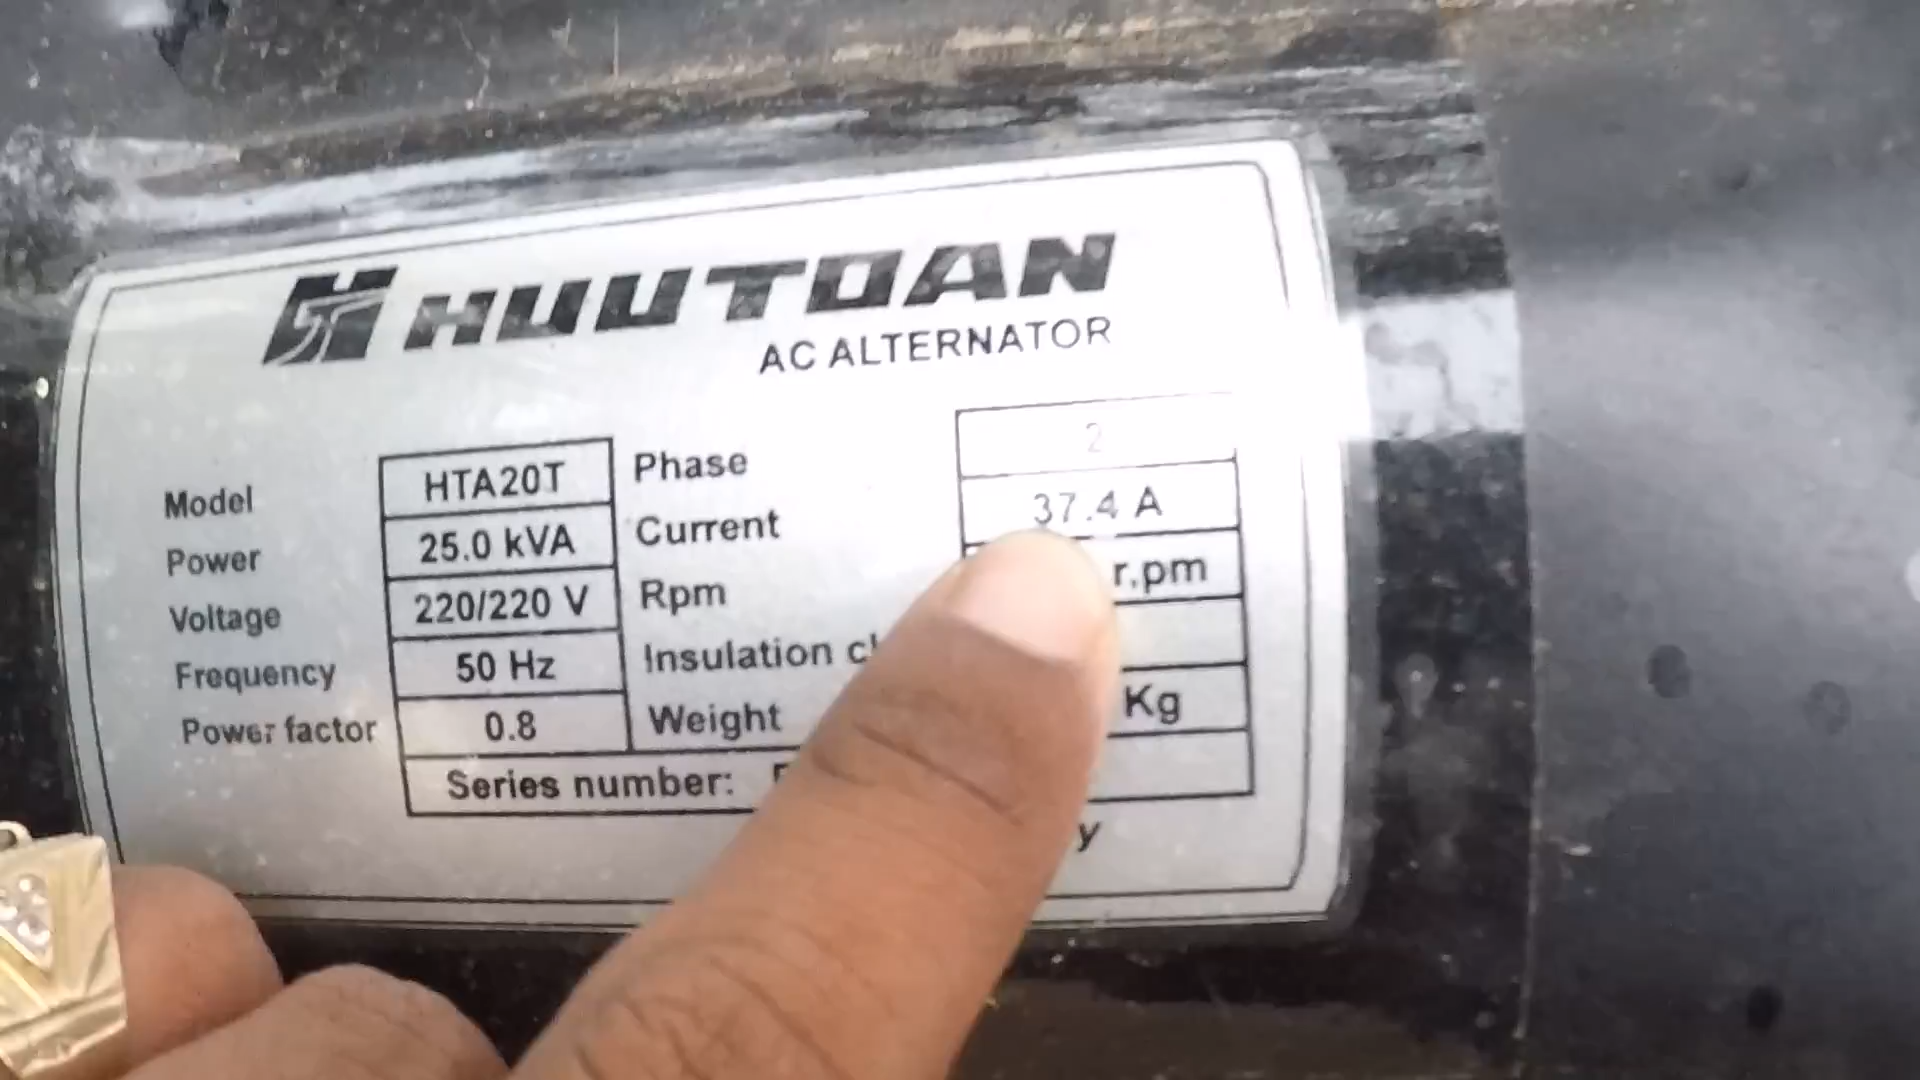 HUUTOAN
AC ALTERNATOR
Model HTA20T Phase 2
Power 25.0 kVA Current 37.4 A
Voltage 220/220 V Rpm r.pm
Frequency 50 Hz Insulation
Power factor 0.8 Weight Kg
Series number: